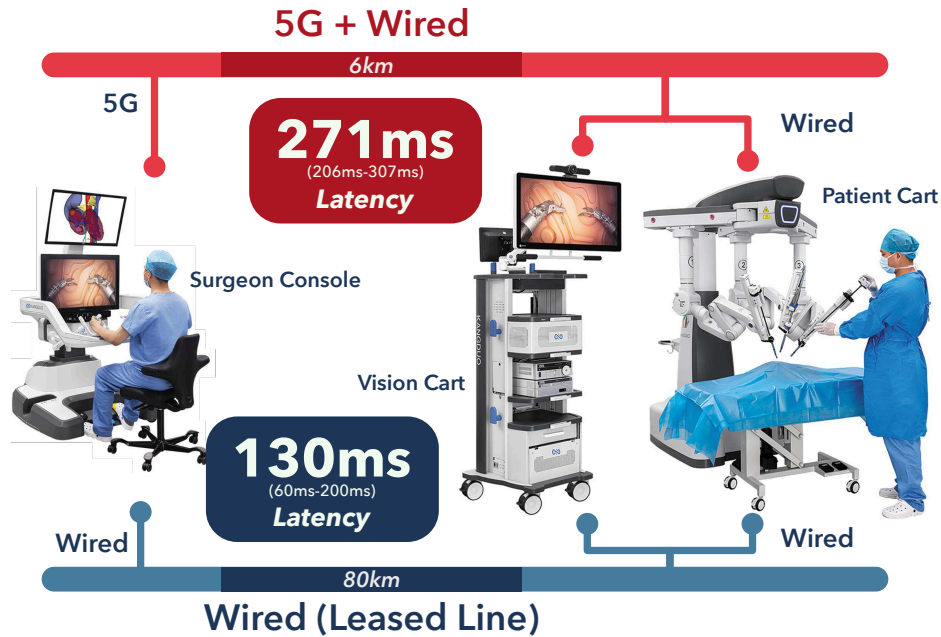 5G + Wired
6km
5G
271ms
(206ms-307ms)
Latency
Wired
Patient Cart
Surgeon Console
KANGDUO
Vision Cart
130ms
(60ms-200ms)
Latency
Wired
Wired
80km
Wired (Leased Line)